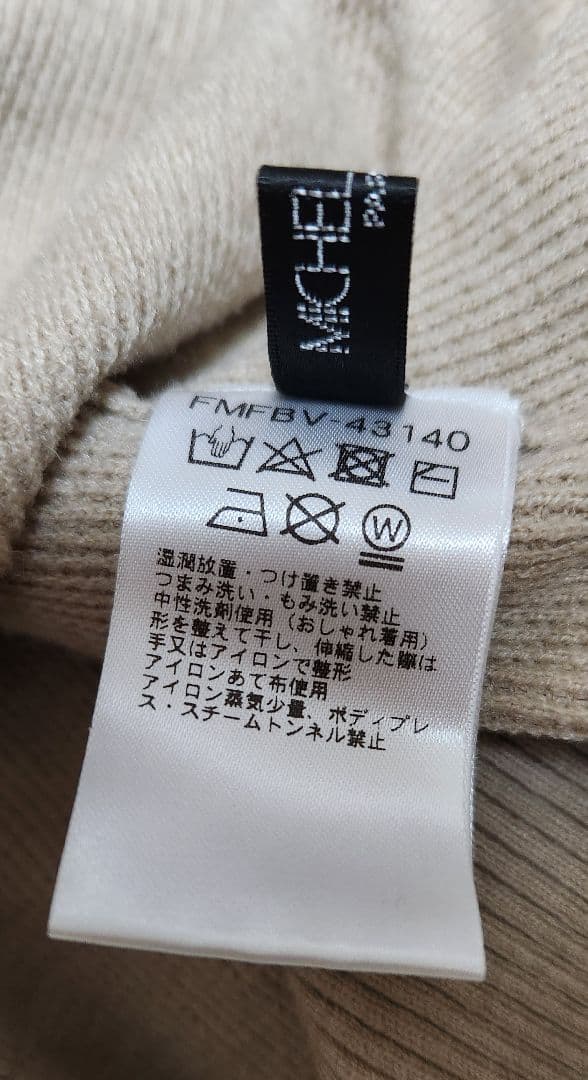 MICHEL
FMFBV-43140
W
湿潤放置・つけ置き禁止
つまみ洗い・もみ洗い禁止
中性洗剤使用（おしゃれ着用）
形を整えて干し、伸縮した際は
手又はアイロンで整形
アイロンあて布使用
アイロン蒸気少量、ボディプレ
ス・スチームトンネル禁止